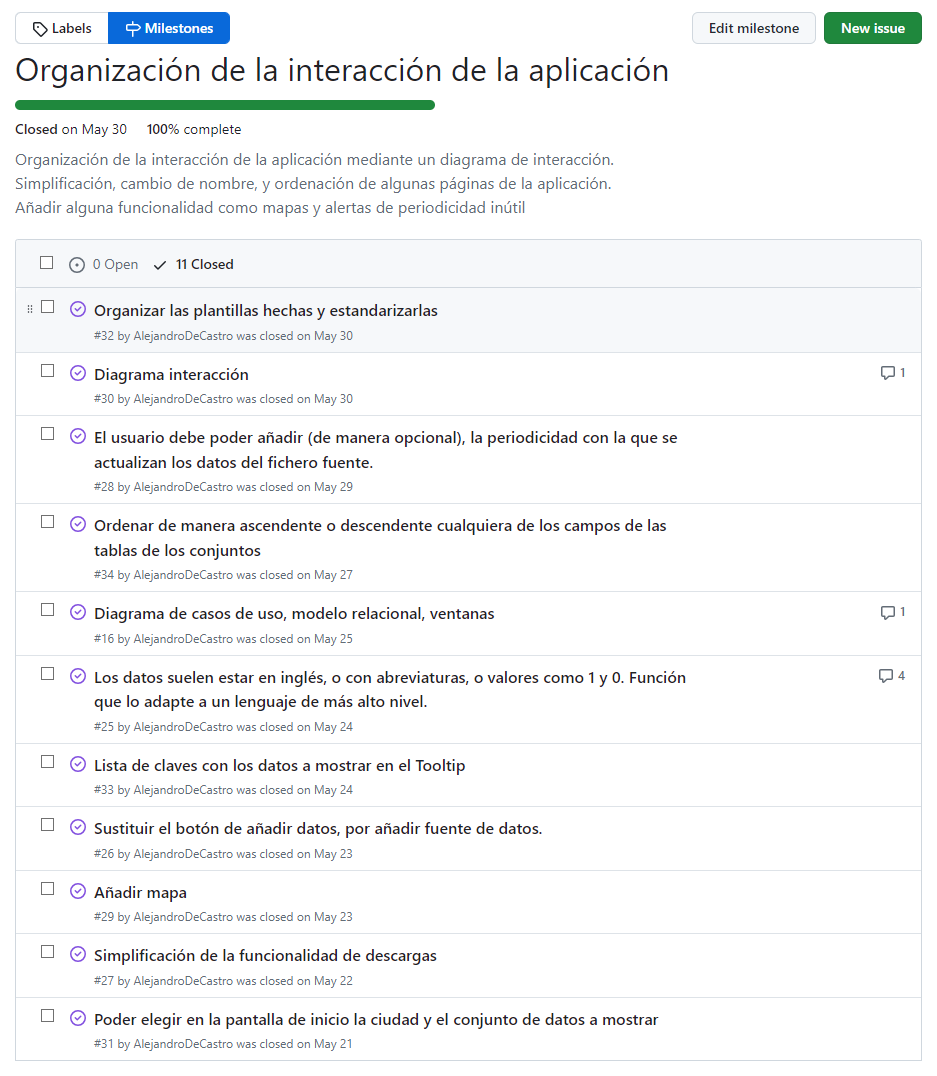 Labels
Milestones
Edit milestone
New issue
Organización de la interacción de la aplicación
Closed on May 30 100% complete
Organización de la interacción de la aplicación mediante un diagrama de interacción.
Simplificación, cambio de nombre, y ordenación de algunas páginas de la aplicación.
Añadir alguna funcionalidad como mapas y alertas de periodicidad inútil
0 Open 11 Closed
Organizar las plantillas hechas y estandarizarlas
#32 by AlejandroDeCastro was closed on May 30
Diagrama interacción
1
#30 by AlejandroDeCastro was closed on May 30
El usuario debe poder añadir (de manera opcional), la periodicidad con la que se
actualizan los datos del fichero fuente.
#28 by AlejandroDeCastro was closed on May 29
Ordenar de manera ascendente o descendente cualquiera de los campos de las
tablas de los conjuntos
#34 by AlejandroDeCastro was closed on May 27
Diagrama de casos de uso, modelo relacional, ventanas
1
#16 by AlejandroDeCastro was closed on May 25
Los datos suelen estar en inglés, o con abreviaturas, o valores como 1 y 0. Función
4
que lo adapte a un lenguaje de más alto nivel.
#25 by AlejandroDeCastro was closed on May 24
Lista de claves con los datos a mostrar en el Tooltip
#33 by AlejandroDeCastro was closed on May 24
Sustituir el botón de añadir datos, por añadir fuente de datos.
#26 by AlejandroDeCastro was closed on May 23
Añadir mapa
#29 by AlejandroDeCastro was closed on May 23
Simplificación de la funcionalidad de descargas
#27 by AlejandroDeCastro was closed on May 22
Poder elegir en la pantalla de inicio la ciudad y el conjunto de datos a mostrar
#31 by AlejandroDeCastro was closed on May 21